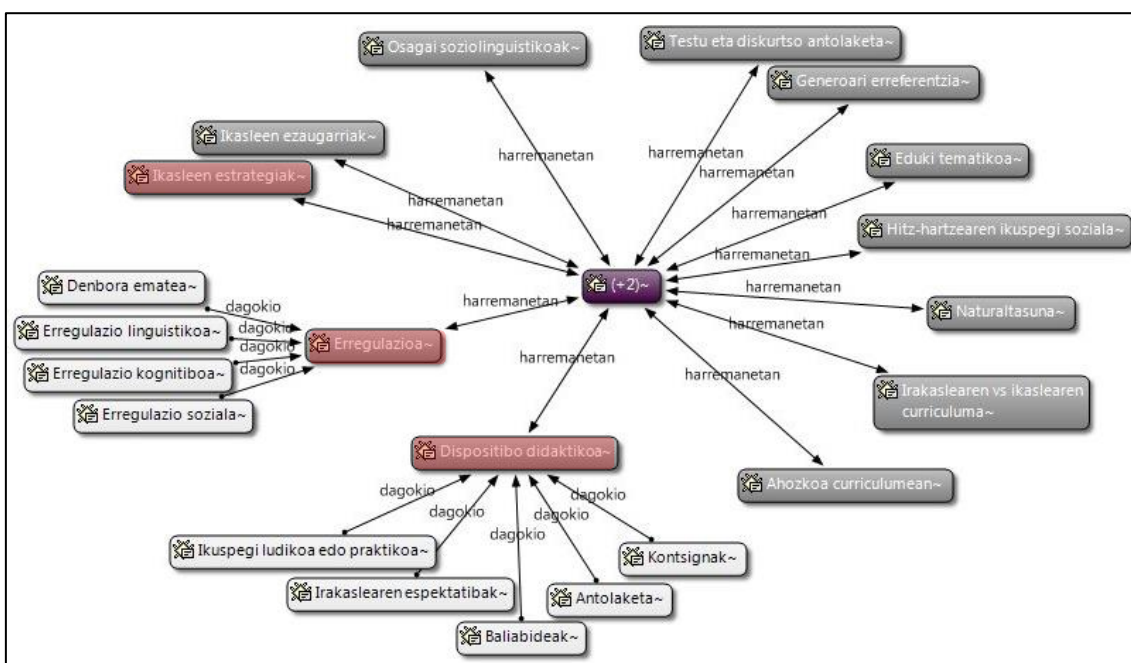 Osagai soziolinguistikoak~
Testu eta diskurtso antolaketa~
Generoari erreferentzia~
Ikasleen ezaugarriak~
Ikasleen estrategiak~
Eduki tematikoa~
Hitz-hartzearen ikuspegi soziala~
harremanetan
harremanetan
harremanetan
harremanetan
harremanetan
harremanetan
harremanetan
harremanetan
harremanetan
harremanetan
harremanetan
harremanetan
(+2)~
Denbora ematea~
dagokio
Erregulazio linguistikoa~
dagokio
dagokio
Erregulazioa~
Erregulazio kognitiboa~
dagokio
Erregulazio soziala~
Naturaltasuna~
Irakaslearen vs ikaslearen
curriculuma~
Ahozkoa curriculumean~
Dispositibo didaktikoa~
dagokio
dagokio
dagokio
dagokio
dagokio
Ikuspegi ludikoa edo praktikoa~
Kontsignak~
Irakaslearen espektatibak~
Antolaketa~
Baliabideak~